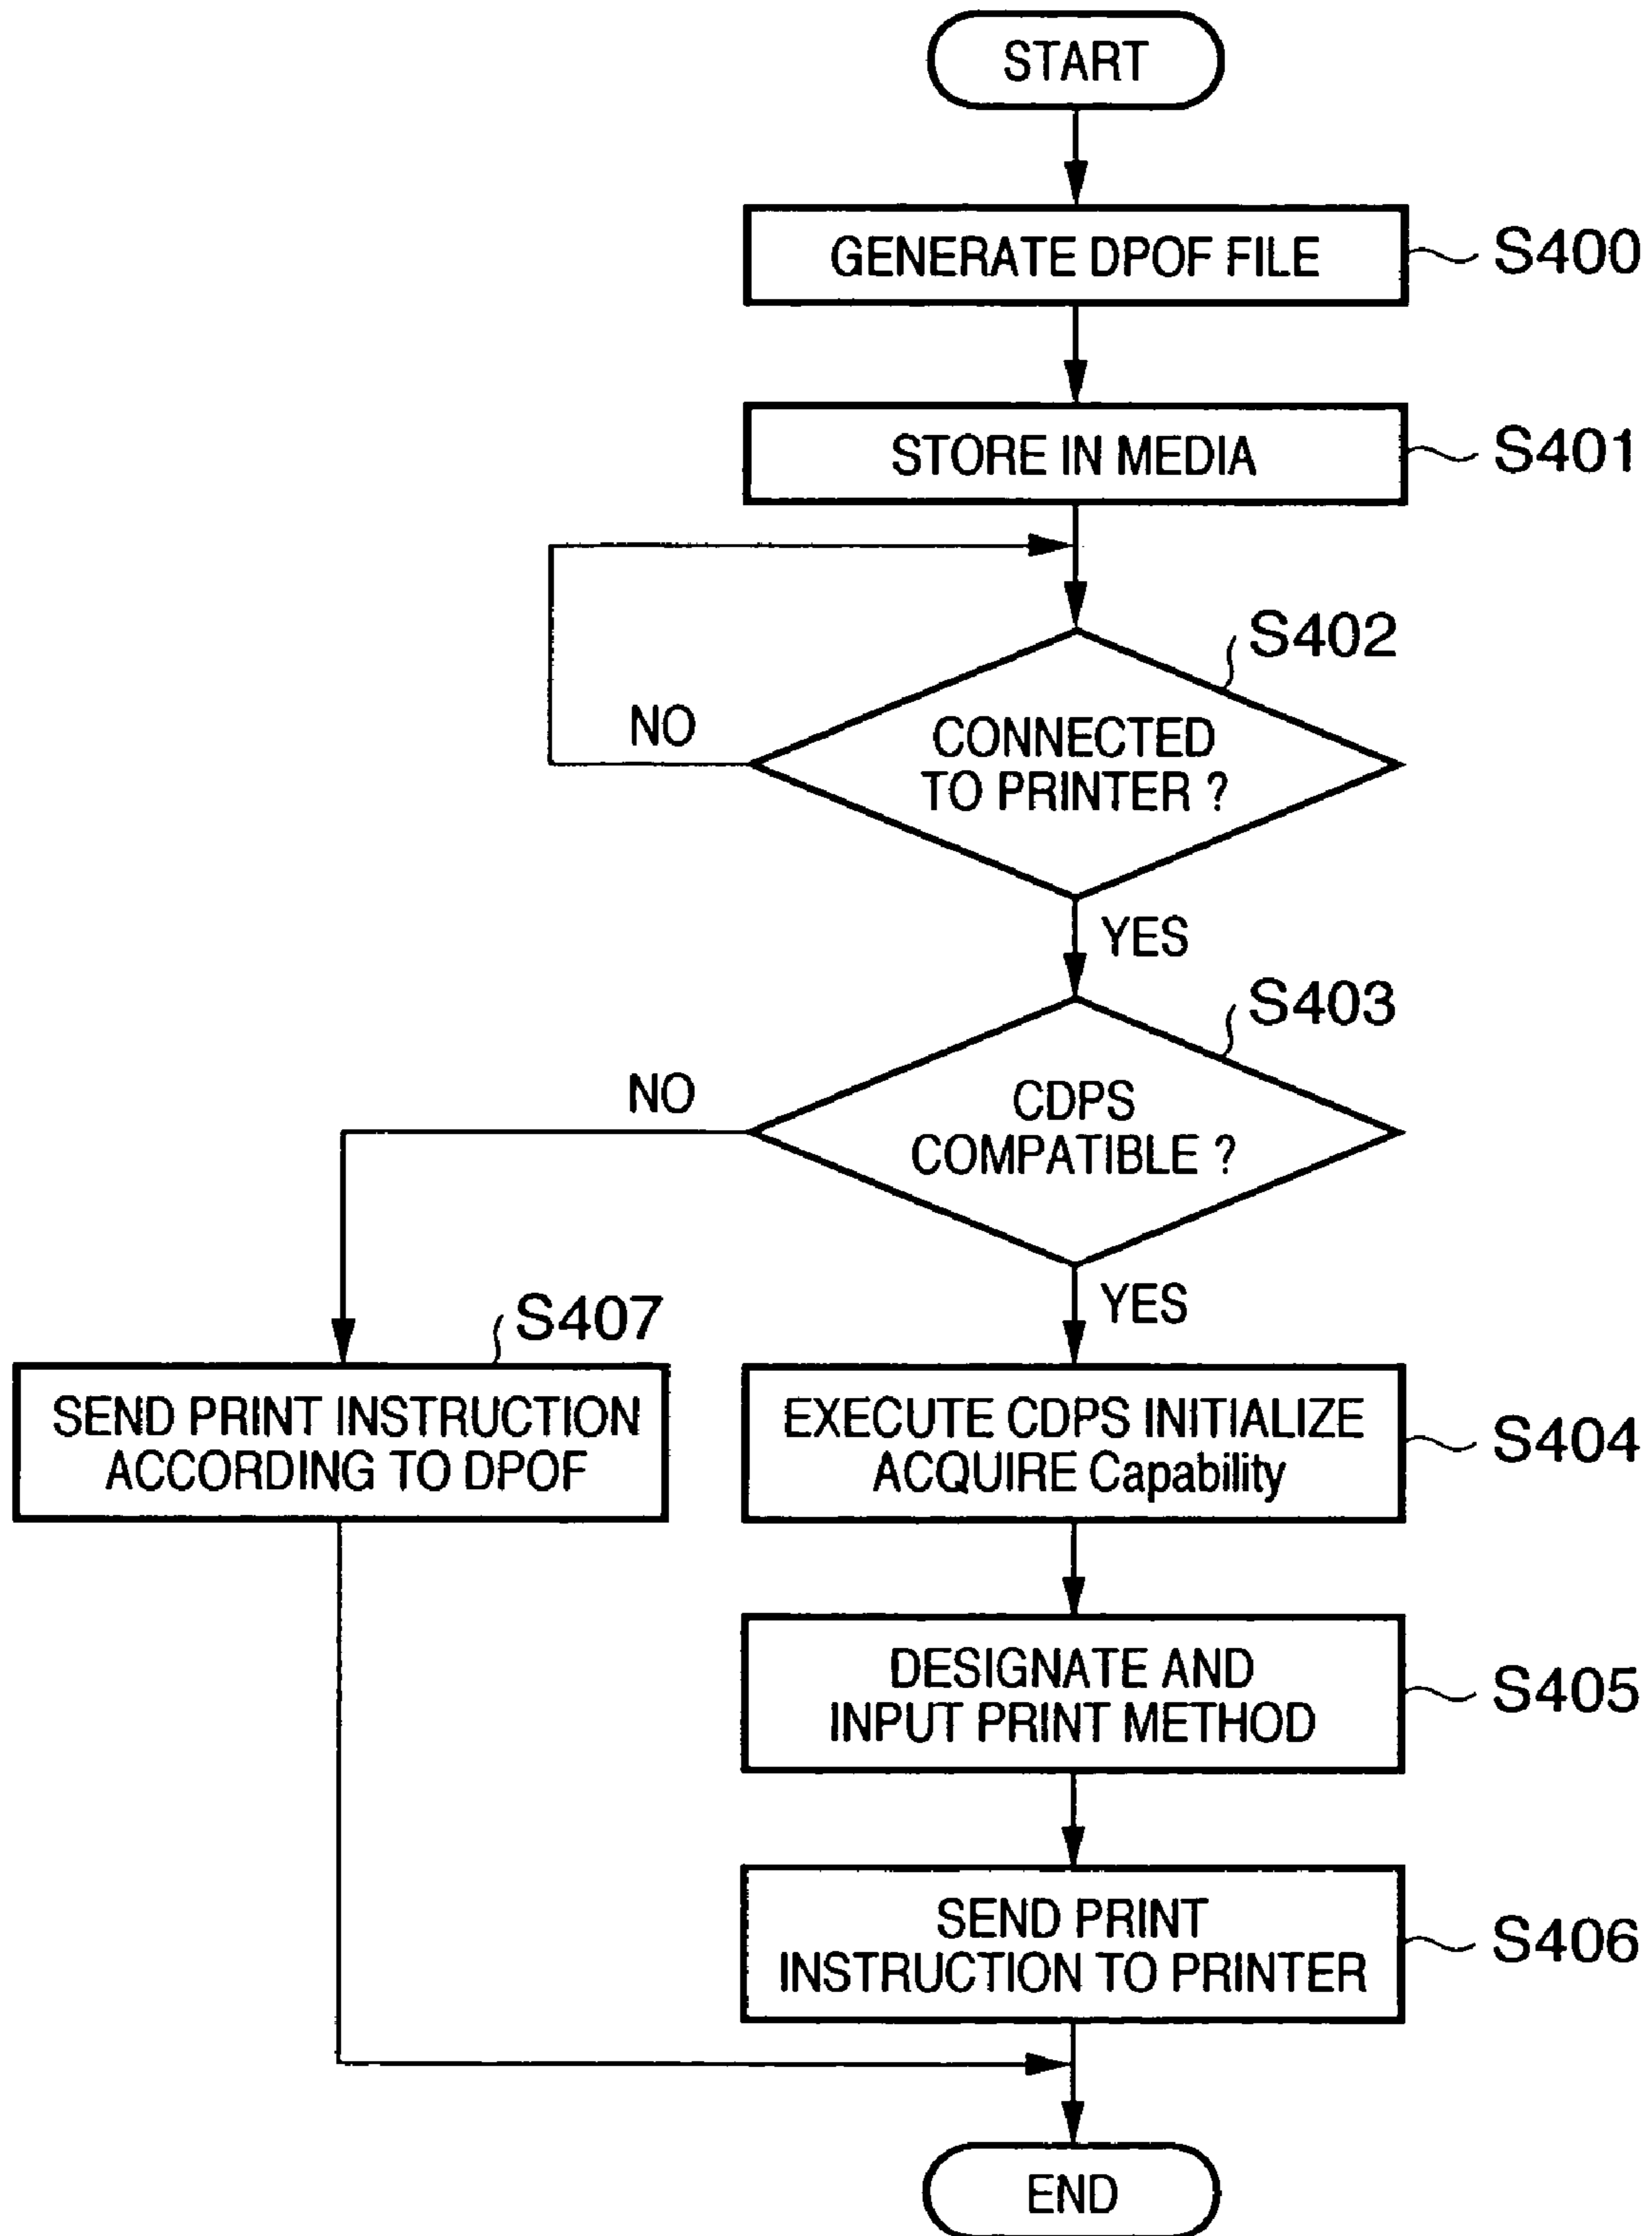 START
GENERATE DPOF FILE
S400
STORE IN MEDIA
S401
S402
NO
CONNECTED
TO PRINTER ?
YES
S403
NO
CDPS
COMPATIBLE ?
YES
S407
SEND PRINT INSTRUCTION
ACCORDING TO DPOF
EXECUTE CDPS INITIALIZE
ACQUIRE Capability
S404
DESIGNATE AND
INPUT PRINT METHOD
S405
SEND PRINT
INSTRUCTION TO PRINTER
S406
END